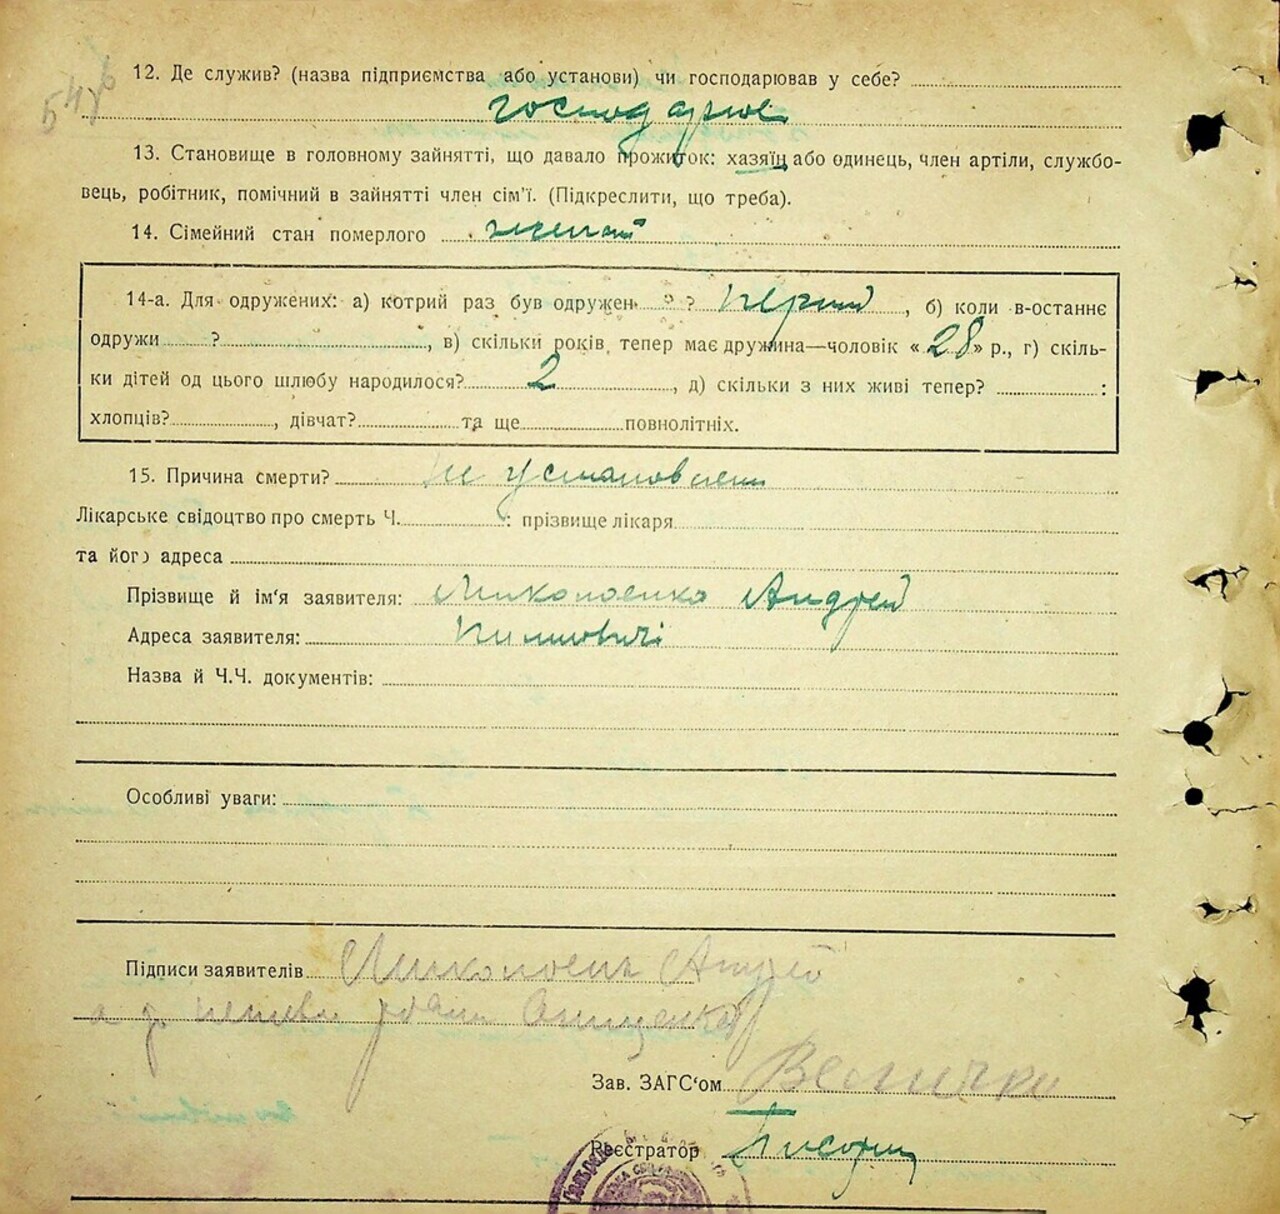 12. Де служив? (назва підприємства або установи) чи господарював у себе?
господарює
13. Становище в головному зайнятті, що давало прожиток: хазяїн або одинець, член артілі, службо-
вець, робітник, помічний в зайнятті член сім'ї. (Підкреслити, що треба).
14. Сімейний стан померлого
14-а. Для одружених: а) котрий раз був одружен ? перший, б) коли в-останнє
одружи ? , в) скільки років, тепер має дружина—чоловік «28» р., г) скіль-
ки дітей од цього шлюбу народилося? 2, д) скільки з них живі тепер? :
хлопців? , дівчат? та ще повнолітніх.
15. Причина смерти? не установлени
Лікарське свідоцтво про смерть Ч. : прізвище лікаря
та його адреса
Прізвище й ім'я заявителя: Андрей
Адреса заявителя:
Назва й Ч.Ч. документів:
Особливі уваги:
Підписи заявителів
Зав. ЗАГС'ом Величко
Реєстратор